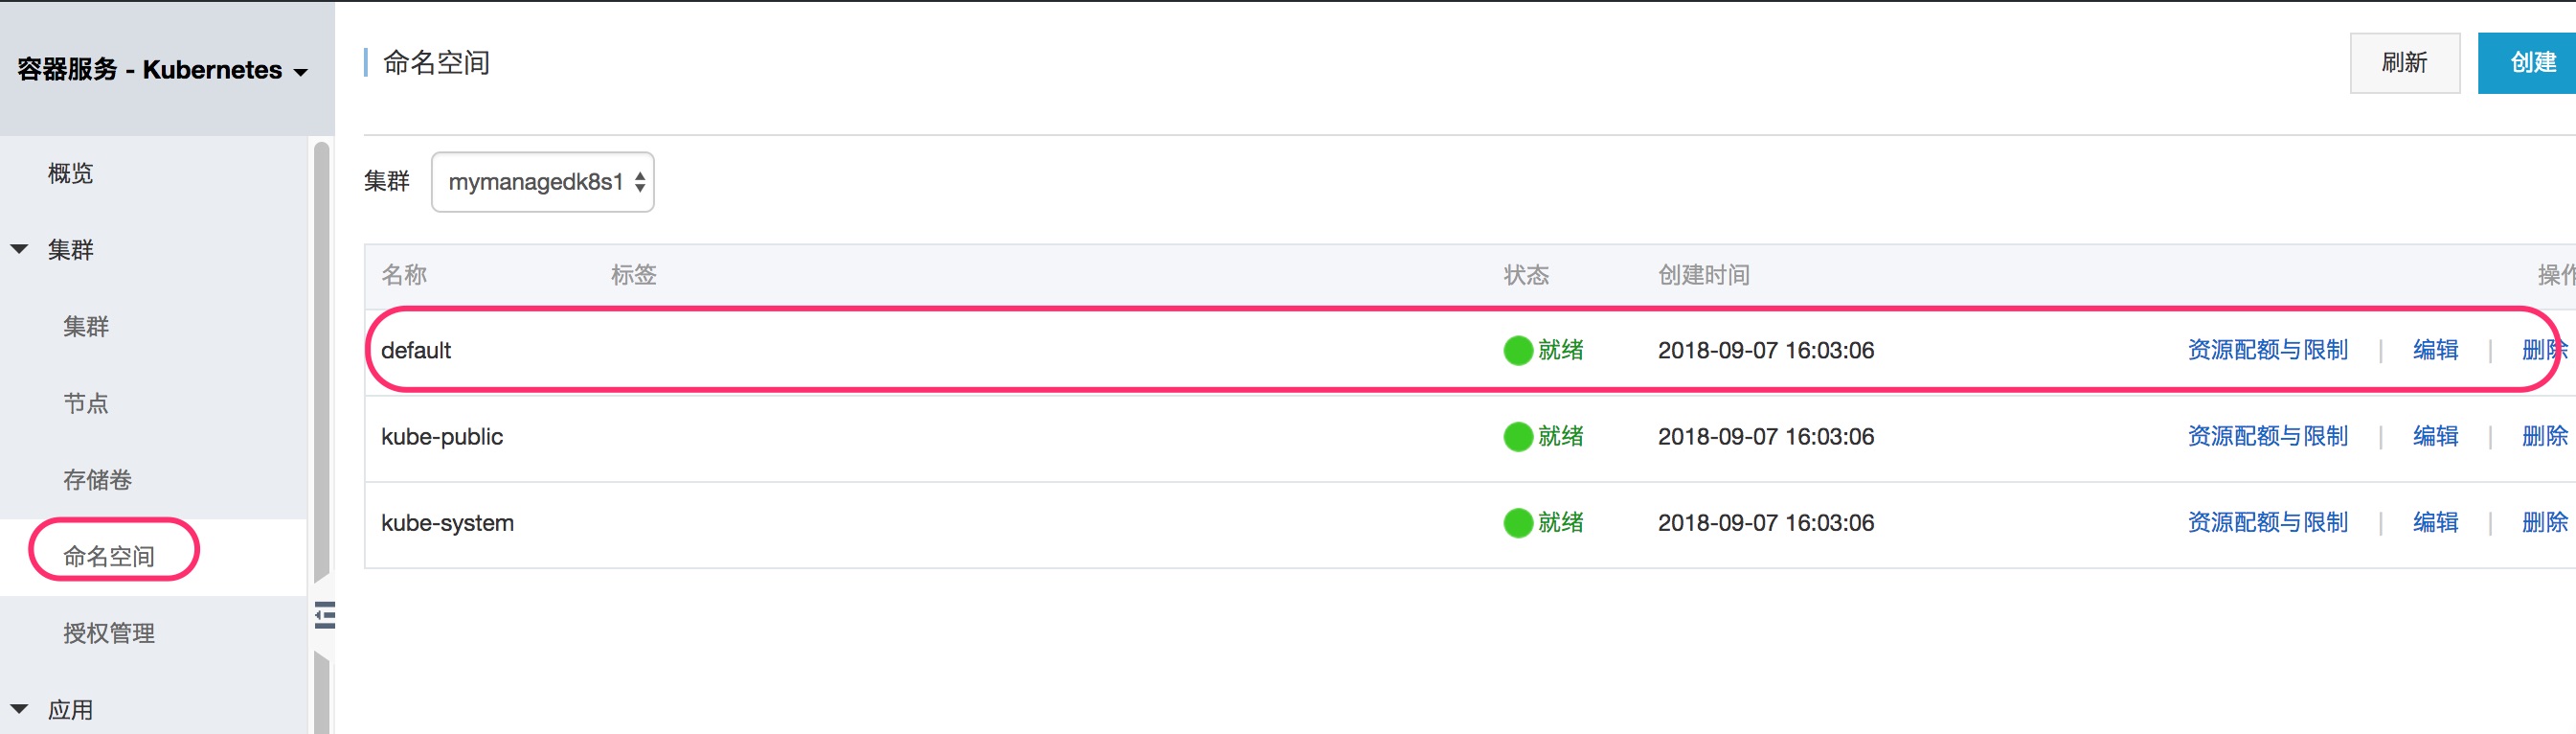 容器服务 - Kubernetes
概览
集群
集群
节点
存储卷
命名空间
授权管理
应用
命名空间
刷新
创建
集群 mymanagedk8s1
名称 标签 状态 创建时间 操作
default 就绪 2018-09-07 16:03:06 资源配额与限制 | 编辑 | 删除
kube-public 就绪 2018-09-07 16:03:06 资源配额与限制 | 编辑 | 删除
kube-system 就绪 2018-09-07 16:03:06 资源配额与限制 | 编辑 | 删除